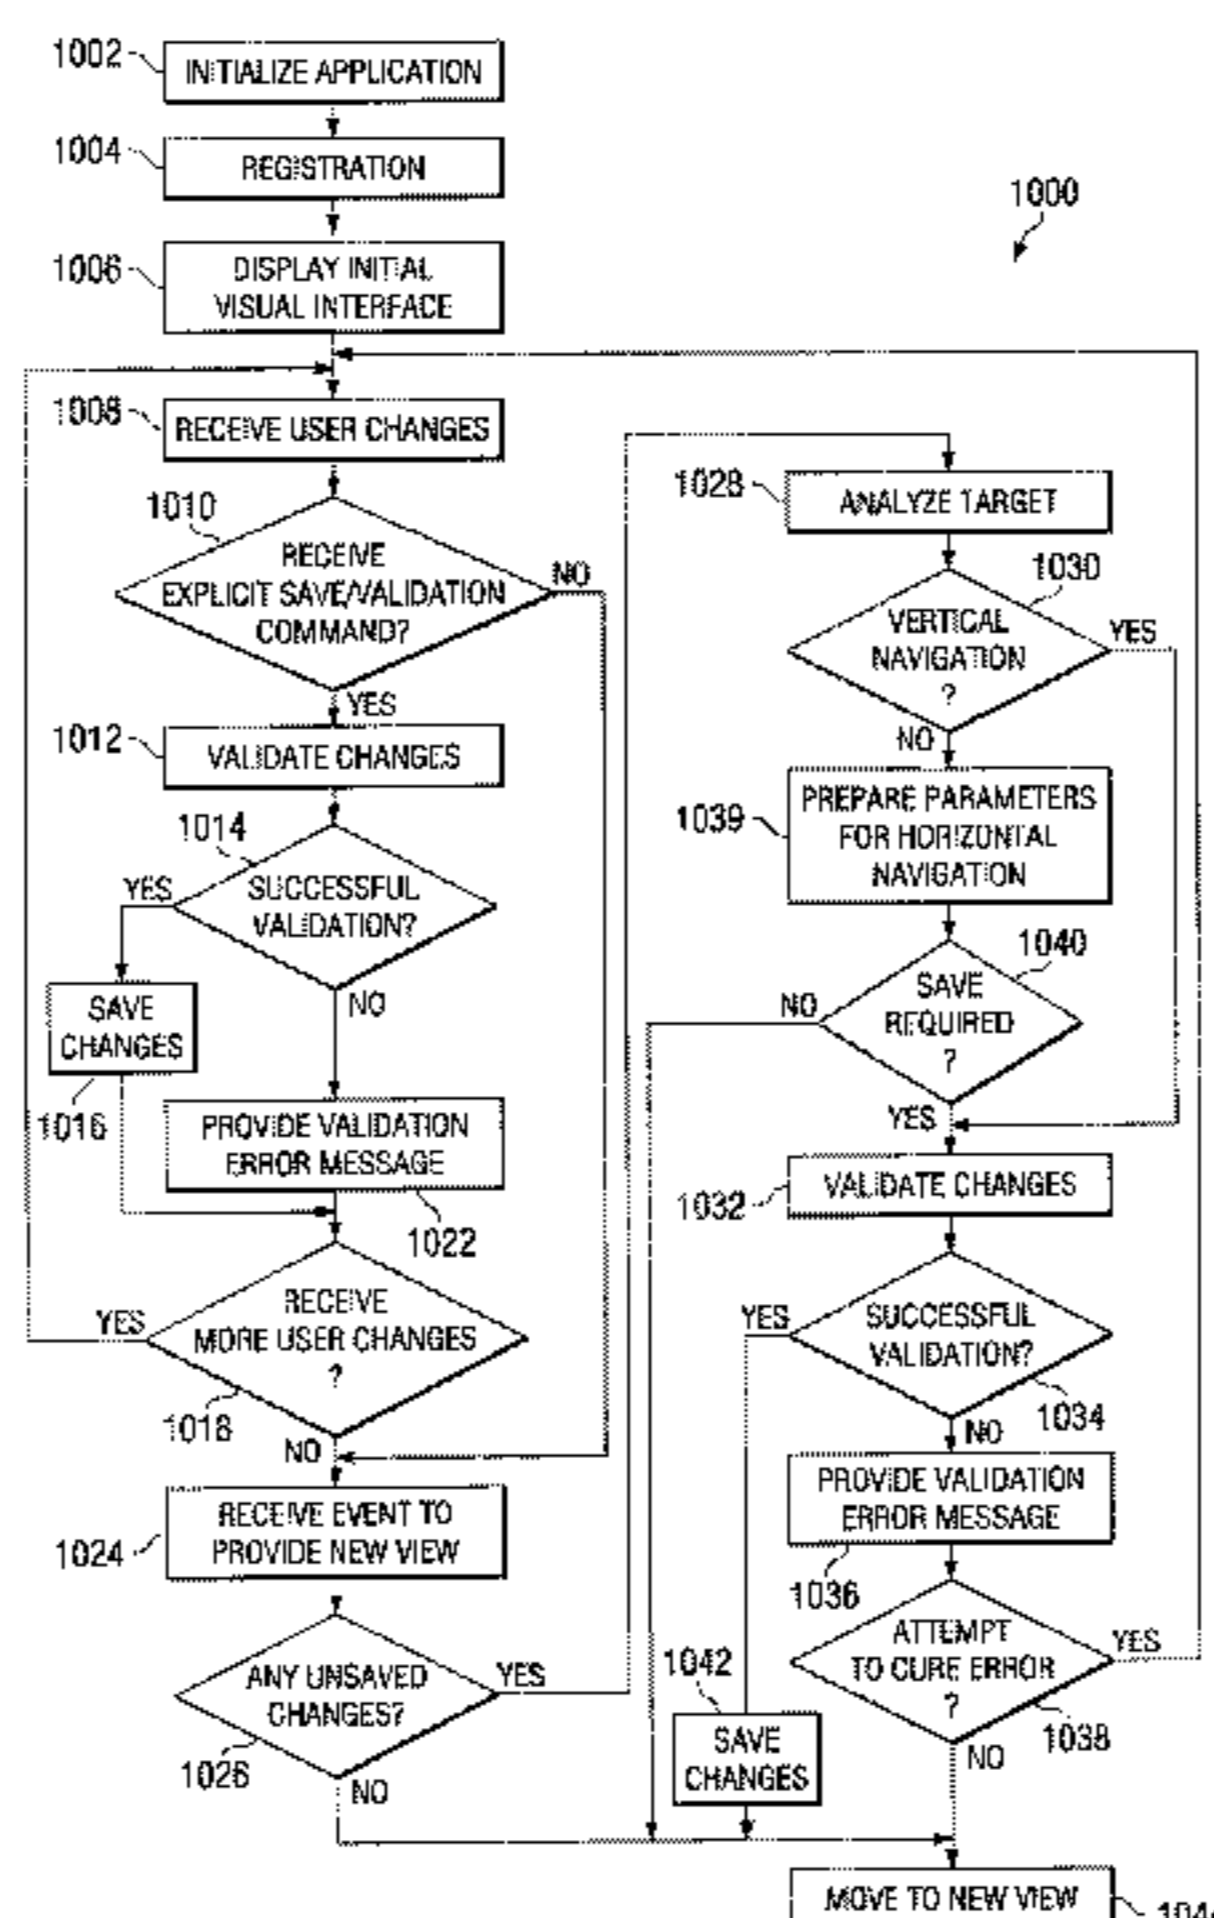 1002
INITIALIZE APPLICATION
1004
REGISTRATION
1000
1006
DISPLAY INITIAL
VISUAL INTERFACE
1008
RECEIVE USER CHANGES
1010
RECEIVE
EXPLICIT SAVE/VALIDATION
COMMAND?
NO
YES
1012
VALIDATE CHANGES
1014
SUCCESSFUL
VALIDATION?
YES
NO
SAVE
CHANGES
1016
PROVIDE VALIDATION
ERROR MESSAGE
1022
RECEIVE
MORE USER CHANGES
?
YES
1018
NO
1024
RECEIVE EVENT TO
PROVIDE NEW VIEW
ANY UNSAVED
CHANGES?
YES
1026
NO
1028
ANALYZE TARGET
1030
VERTICAL
NAVIGATION
?
YES
NO
1039
PREPARE PARAMETERS
FOR HORIZONTAL
NAVIGATION
1040
SAVE
REQUIRED
?
NO
YES
1032
VALIDATE CHANGES
SUCCESSFUL
VALIDATION?
YES
1034
NO
PROVIDE VALIDATION
ERROR MESSAGE
1036
ATTEMPT
TO CURE ERROR
?
YES
1038
NO
1042
SAVE
CHANGES
MOVE TO NEW VIEW